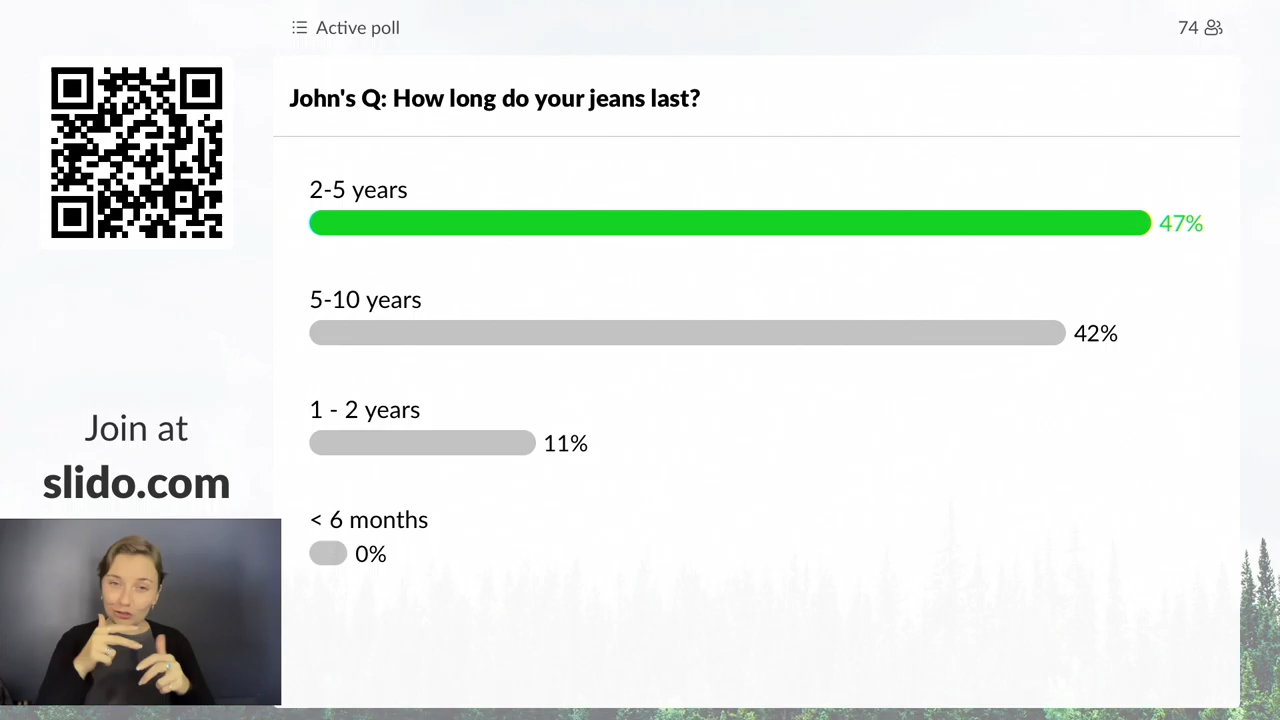 Active poll
74
John's Q: How long do your jeans last?
2-5 years
47%
5-10 years
42%
1 - 2 years
11%
< 6 months
0%
Join at
slido.com